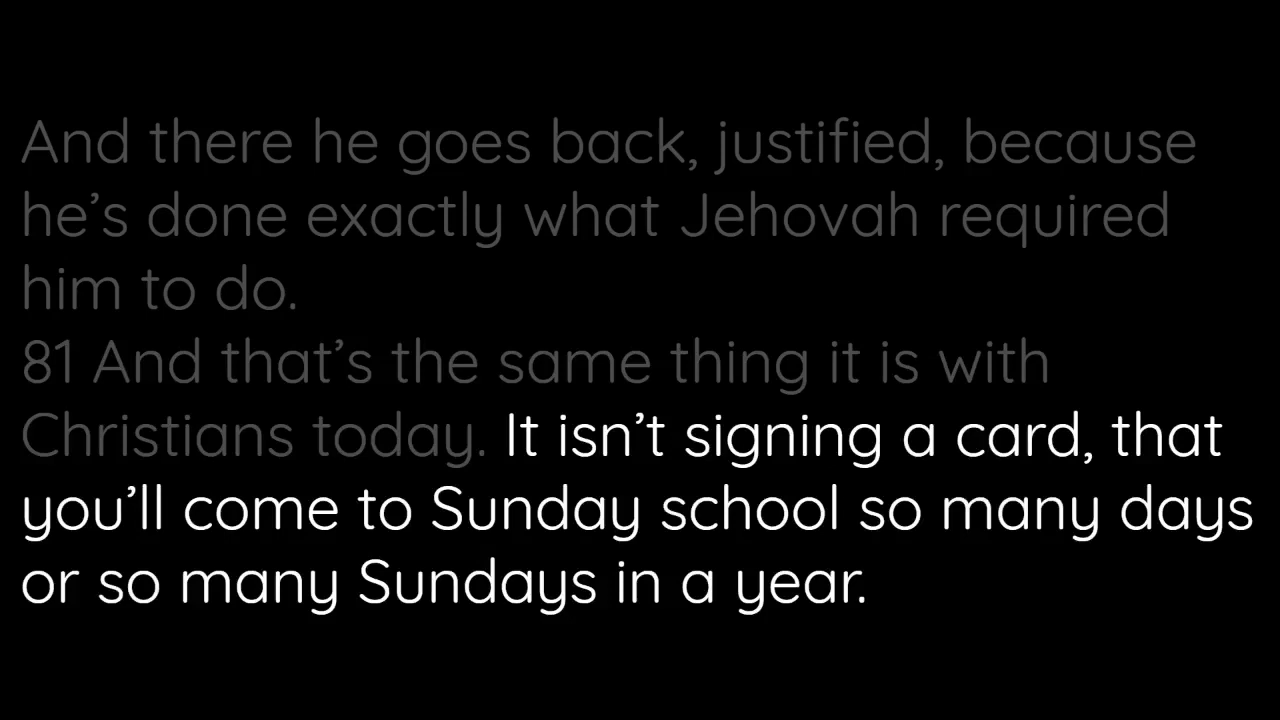 And there he goes back, justified, because
he’s done exactly what Jehovah required
him to do.
81 And that’s the same thing it is with
Christians today. It isn’t signing a card, that
you’ll come to Sunday school so many days
or so many Sundays in a year.